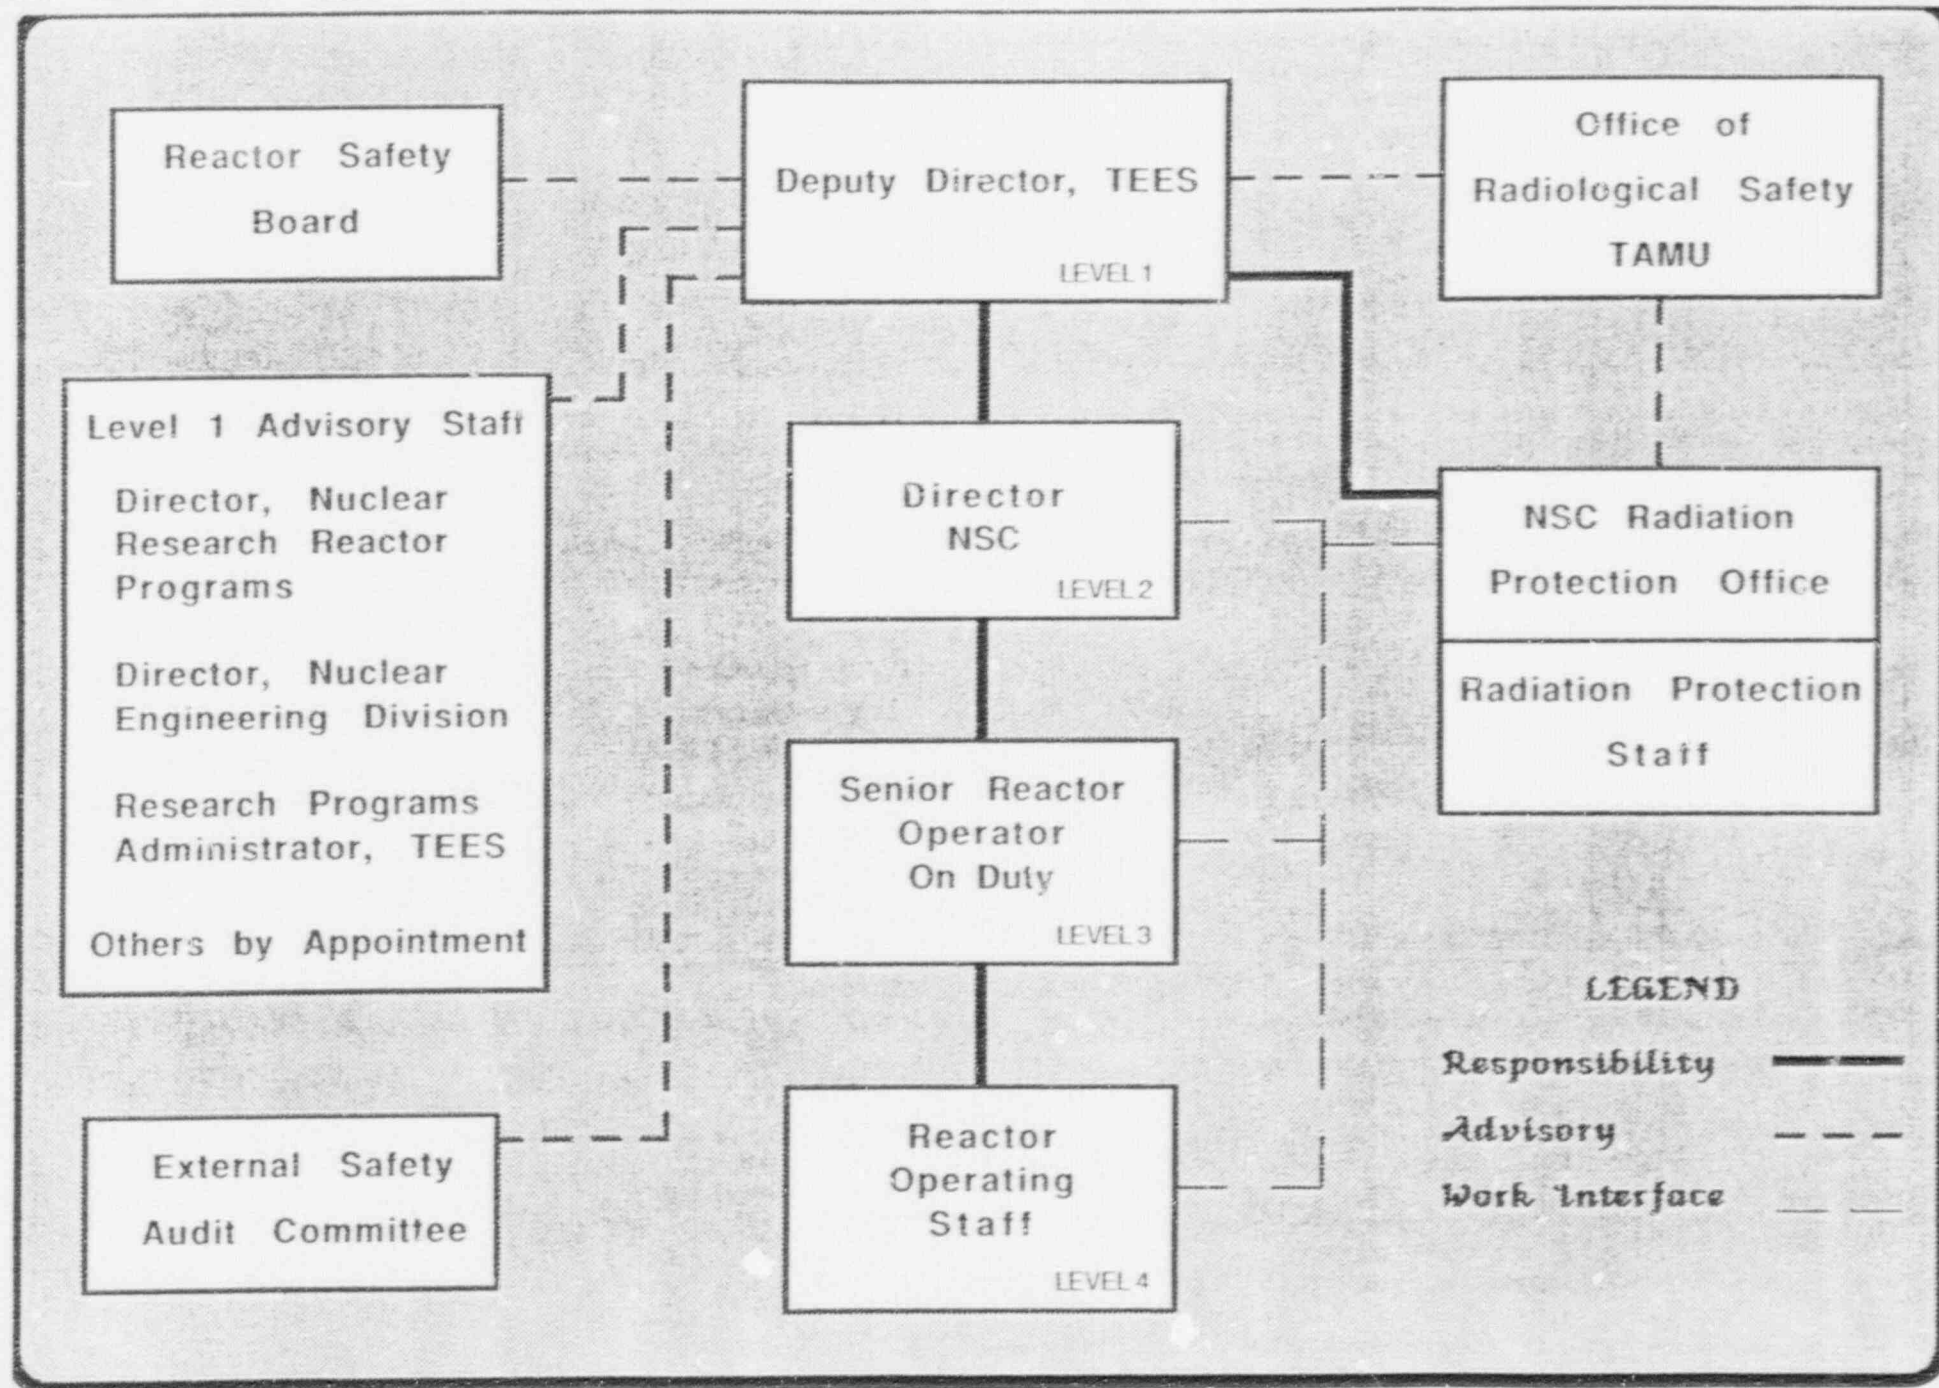 Reactor Safety
Board
Deputy Director, TEES
LEVEL 1
Office of
Radiological Safety
TAMU
Level 1 Advisory Staff
Director, Nuclear
Research Reactor
Programs
Director, Nuclear
Engineering Division
Research Programs
Administrator, TEES
Others by Appointment
Director
NSC
LEVEL 2
NSC Radiation
Protection Office
Radiation Protection
Staff
Senior Reactor
Operator
On Duty
LEVEL 3
External Safety
Audit Committee
Reactor
Operating
Staff
LEVEL 4
LEGEND
Responsibility
Advisory
Work Interface